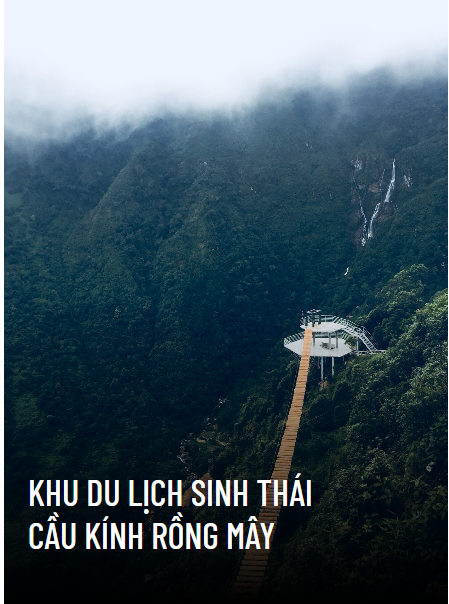 KHU DU LỊCH SINH THÁI
CẦU KÍNH RỒNG MÂY